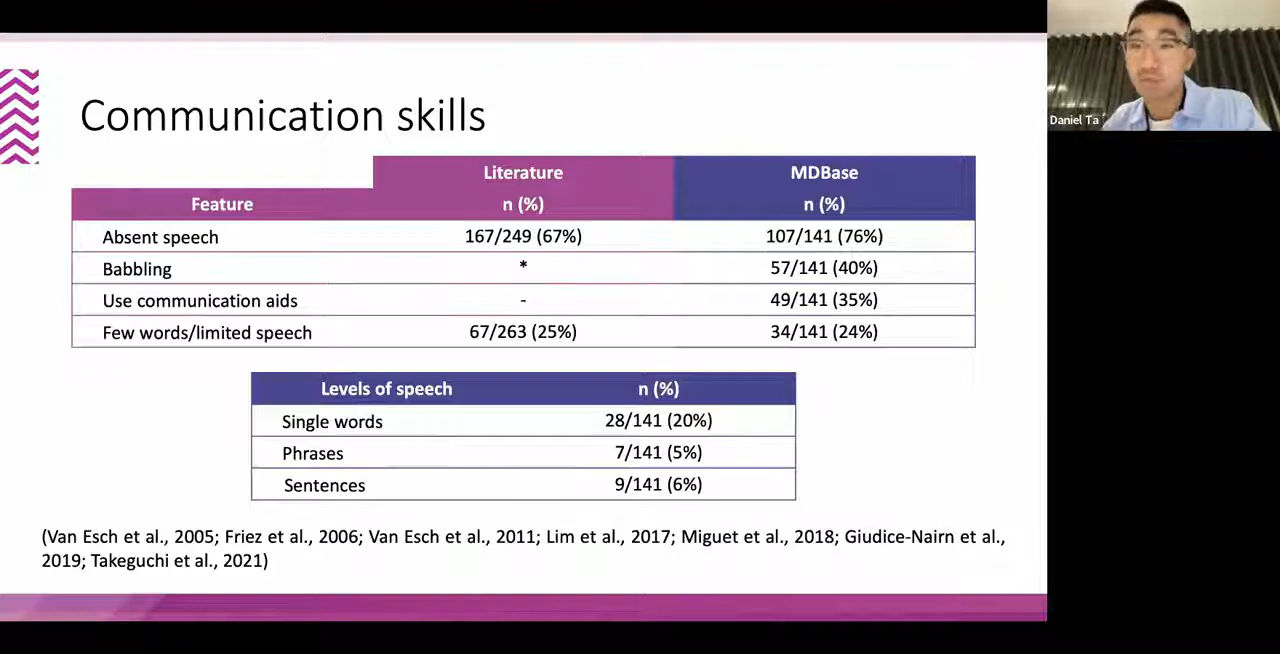 Communication skills
Daniel Ta
Literature MDBase
Feature n (%) n (%)
Absent speech 167/249 (67%) 107/141 (76%)
Babbling * 57/141 (40%)
Use communication aids - 49/141 (35%)
Few words/limited speech 67/263 (25%) 34/141 (24%)
Levels of speech n (%)
Single words 28/141 (20%)
Phrases 7/141 (5%)
Sentences 9/141 (6%)
(Van Esch et al., 2005; Friez et al., 2006; Van Esch et al., 2011; Lim et al., 2017; Miguet et al., 2018; Giudice-Nairn et al.,
2019; Takeguchi et al., 2021)